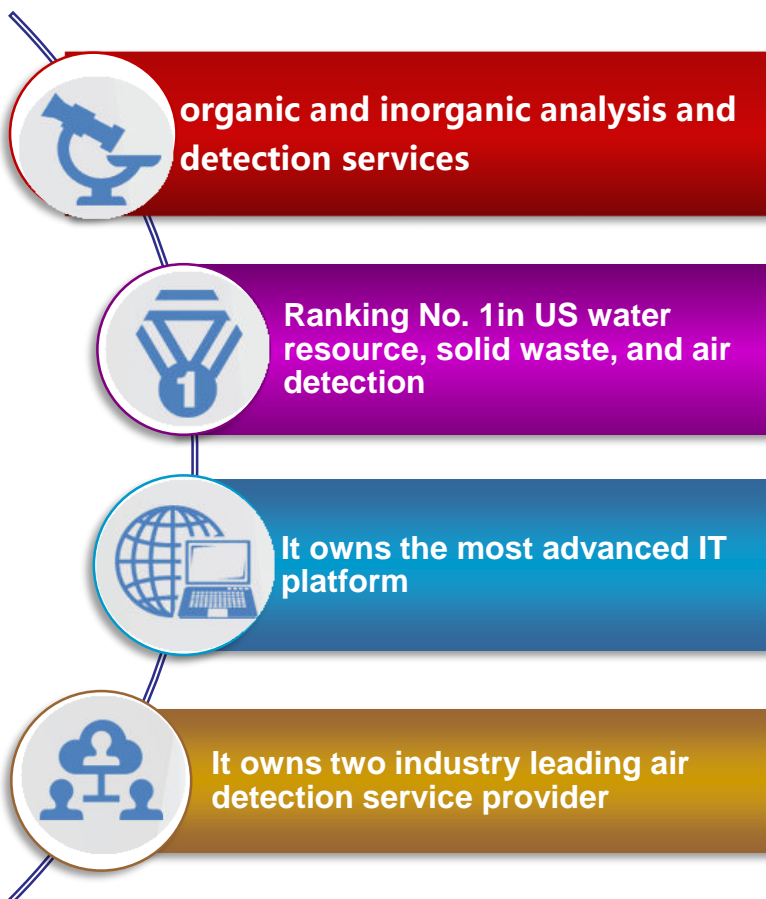 organic and inorganic analysis and
detection services
Ranking No. 1in US water
resource, solid waste, and air
detection
1
It owns the most advanced IT
platform
It owns two industry leading air
detection service provider